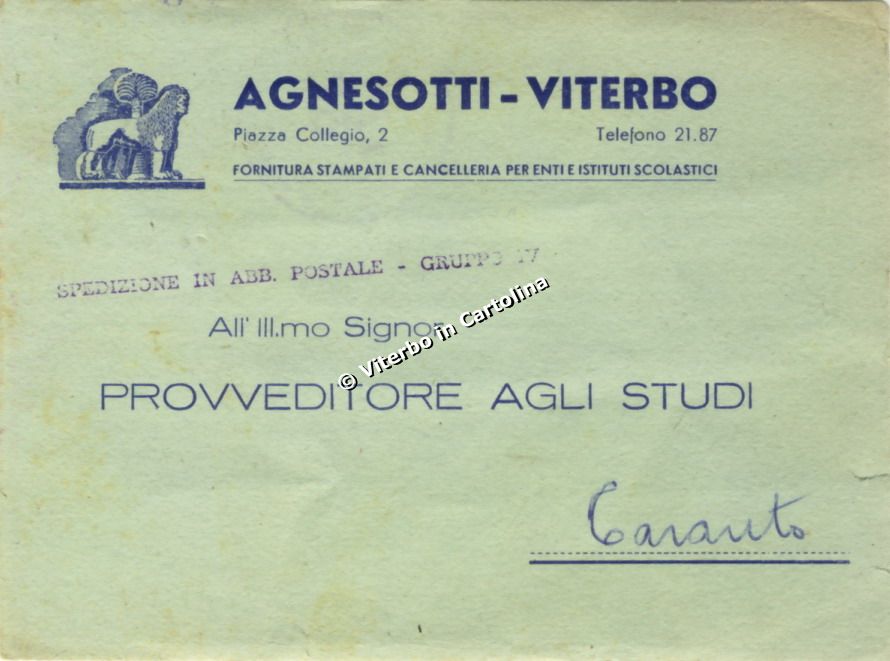 AGNESOTTI - VITERBO
Piazza Collegio, 2 Telefono 21.87
FORNITURA STAMPATI E CANCELLERIA PER ENTI E ISTITUTI SCOLASTICI
SPEDIZIONE IN ABB. POSTALE - GRUPPO IV
All' ill.mo Signor
© Viterbo in Cartolina
PROVVEDITORE AGLI STUDI
Taranto